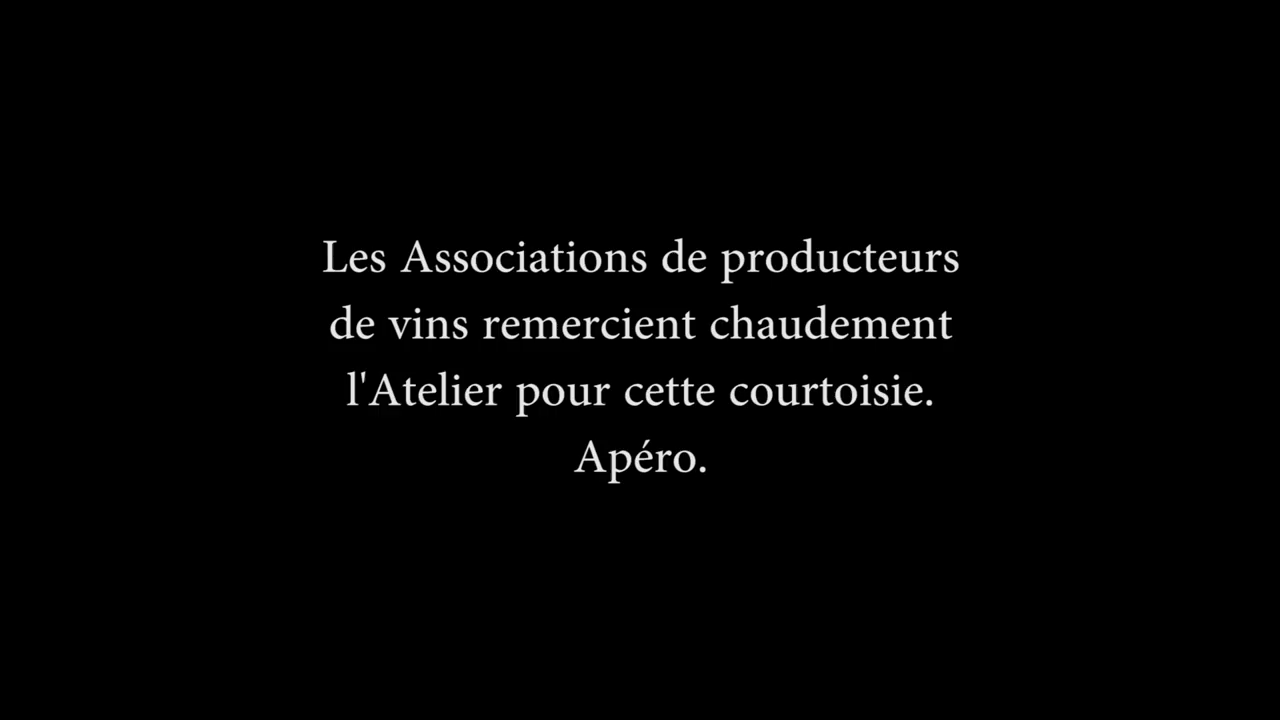 Les Associations de producteurs
de vins remercient chaudement
l'Atelier pour cette courtoisie.
Apéro.